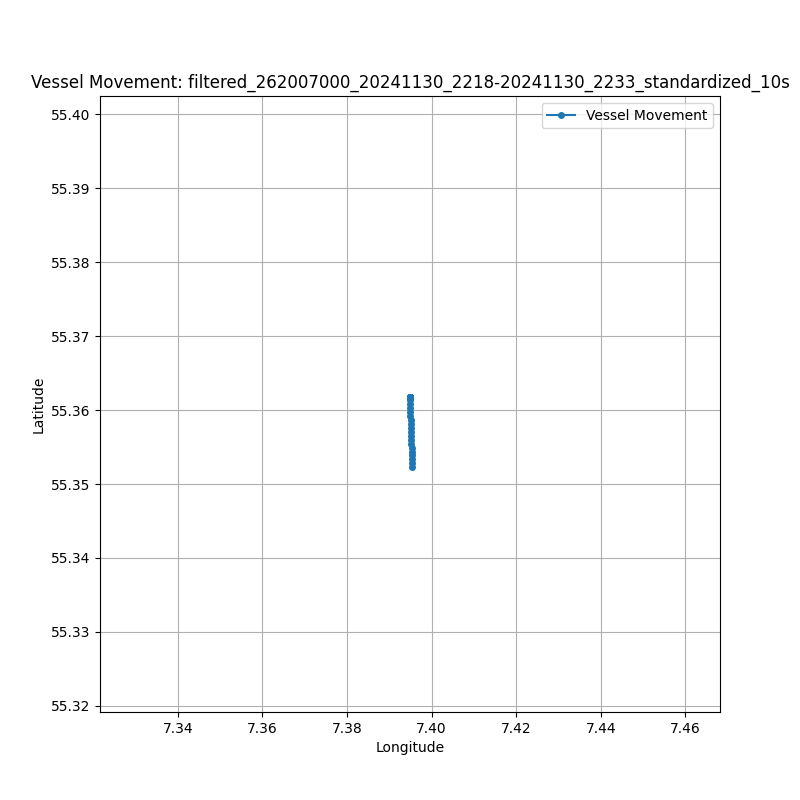 Vessel Movement: filtered_262007000_20241130_2218-20241130_2233_standardized_10s
Vessel Movement
55.40
55.39
55.38
55.37
55.36
55.35
55.34
55.33
55.32
Latitude
7.34 7.36 7.38 7.40 7.42 7.44 7.46
Longitude